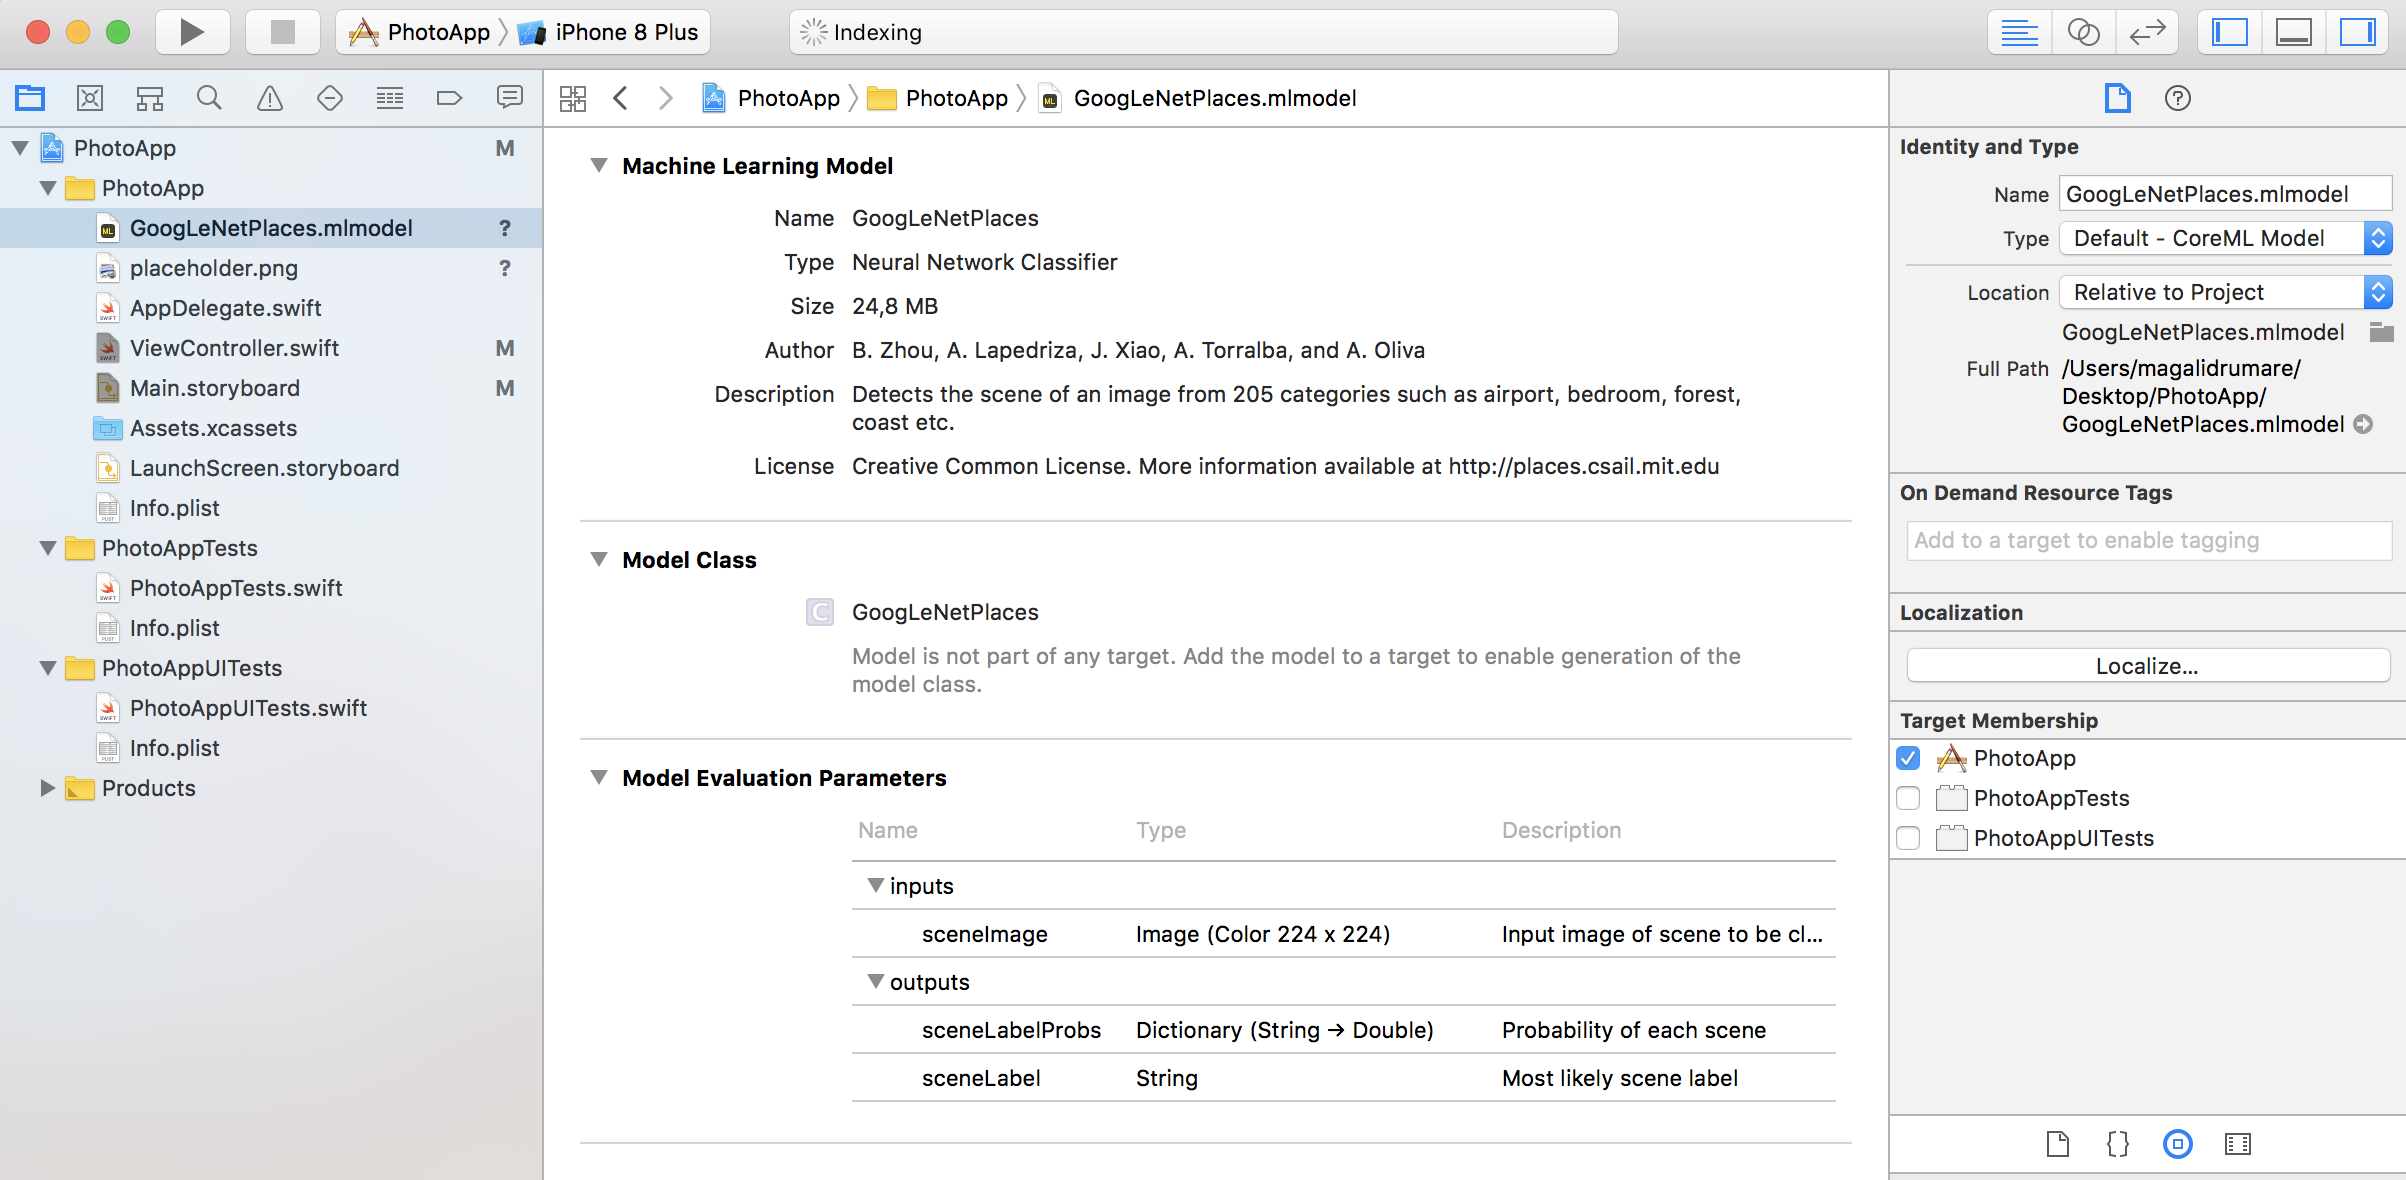 PhotoApp iPhone 8 Plus Indexing
PhotoApp M
PhotoApp
GoogLeNetPlaces.mlmodel ?
placeholder.png ?
AppDelegate.swift
ViewController.swift M
Main.storyboard M
Assets.xcassets
LaunchScreen.storyboard
Info.plist
PhotoAppTests
PhotoAppTests.swift
Info.plist
PhotoAppUITests
PhotoAppUITests.swift
Info.plist
Products
PhotoApp PhotoApp GoogLeNetPlaces.mlmodel
Machine Learning Model
Name GoogLeNetPlaces
Type Neural Network Classifier
Size 24,8 MB
Author B. Zhou, A. Lapedriza, J. Xiao, A. Torralba, and A. Oliva
Description Detects the scene of an image from 205 categories such as airport, bedroom, forest,
coast etc.
License Creative Common License. More information available at http://places.csail.mit.edu
Model Class
C GoogLeNetPlaces
Model is not part of any target. Add the model to a target to enable generation of the
model class.
Model Evaluation Parameters
Name Type Description
inputs
sceneImage Image (Color 224 x 224) Input image of scene to be cl...
outputs
sceneLabelProbs Dictionary (String → Double) Probability of each scene
sceneLabel String Most likely scene label
Identity and Type
Name GoogLeNetPlaces.mlmodel
Type Default - CoreML Model
Location Relative to Project
GoogLeNetPlaces.mlmodel
Full Path /Users/magalidrumare/
Desktop/PhotoApp/
GoogLeNetPlaces.mlmodel
On Demand Resource Tags
Add to a target to enable tagging
Localization
Localize...
Target Membership
PhotoApp
PhotoAppTests
PhotoAppUITests